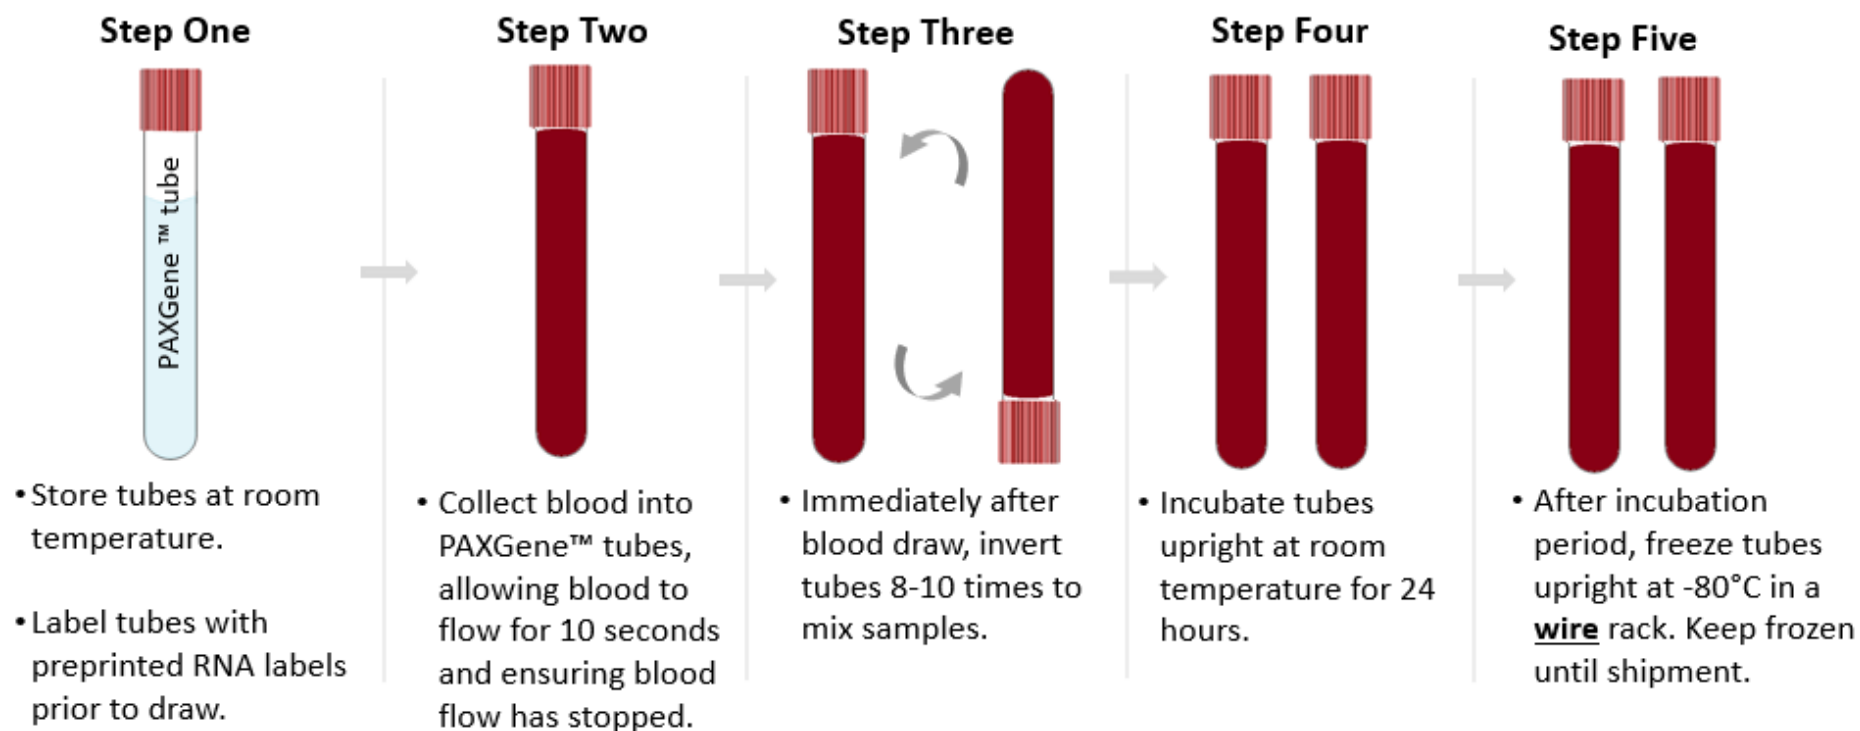 Step One
PAXGene ™ tube
• Store tubes at room
temperature.
• Label tubes with
preprinted RNA labels
prior to draw.
Step Two
• Collect blood into
PAXGene™ tubes,
allowing blood to
flow for 10 seconds
and ensuring blood
flow has stopped.
Step Three
• Immediately after
blood draw, invert
tubes 8-10 times to
mix samples.
Step Four
• Incubate tubes
upright at room
temperature for 24
hours.
Step Five
• After incubation
period, freeze tubes
upright at -80°C in a
wire rack. Keep frozen
until shipment.